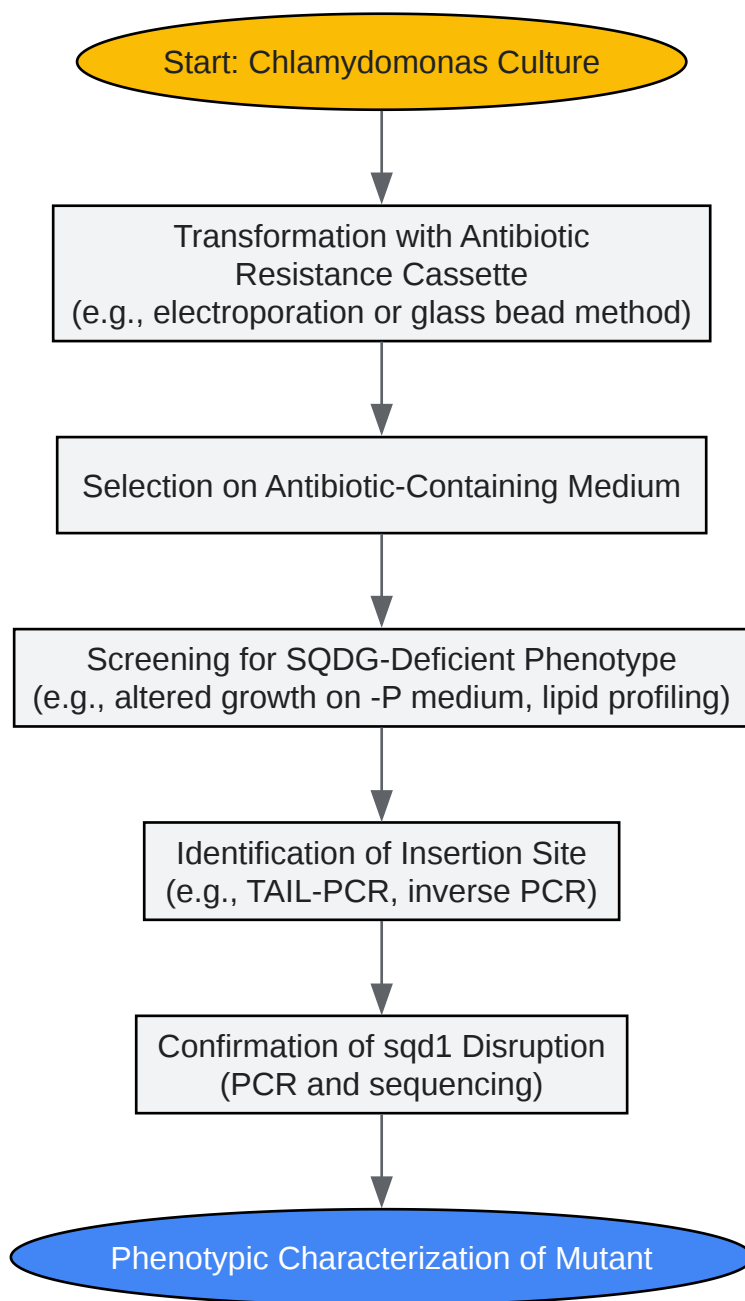 Start: Chlamydomonas Culture
Transformation with Antibiotic
Resistance Cassette
(e.g., electroporation or glass bead method)
Selection on Antibiotic-Containing Medium
Screening for SQDG-Deficient Phenotype
(e.g., altered growth on -P medium, lipid profiling)
Identification of Insertion Site
(e.g., TAIL-PCR, inverse PCR)
Confirmation of sqd1 Disruption
(PCR and sequencing)
Phenotypic Characterization of Mutant